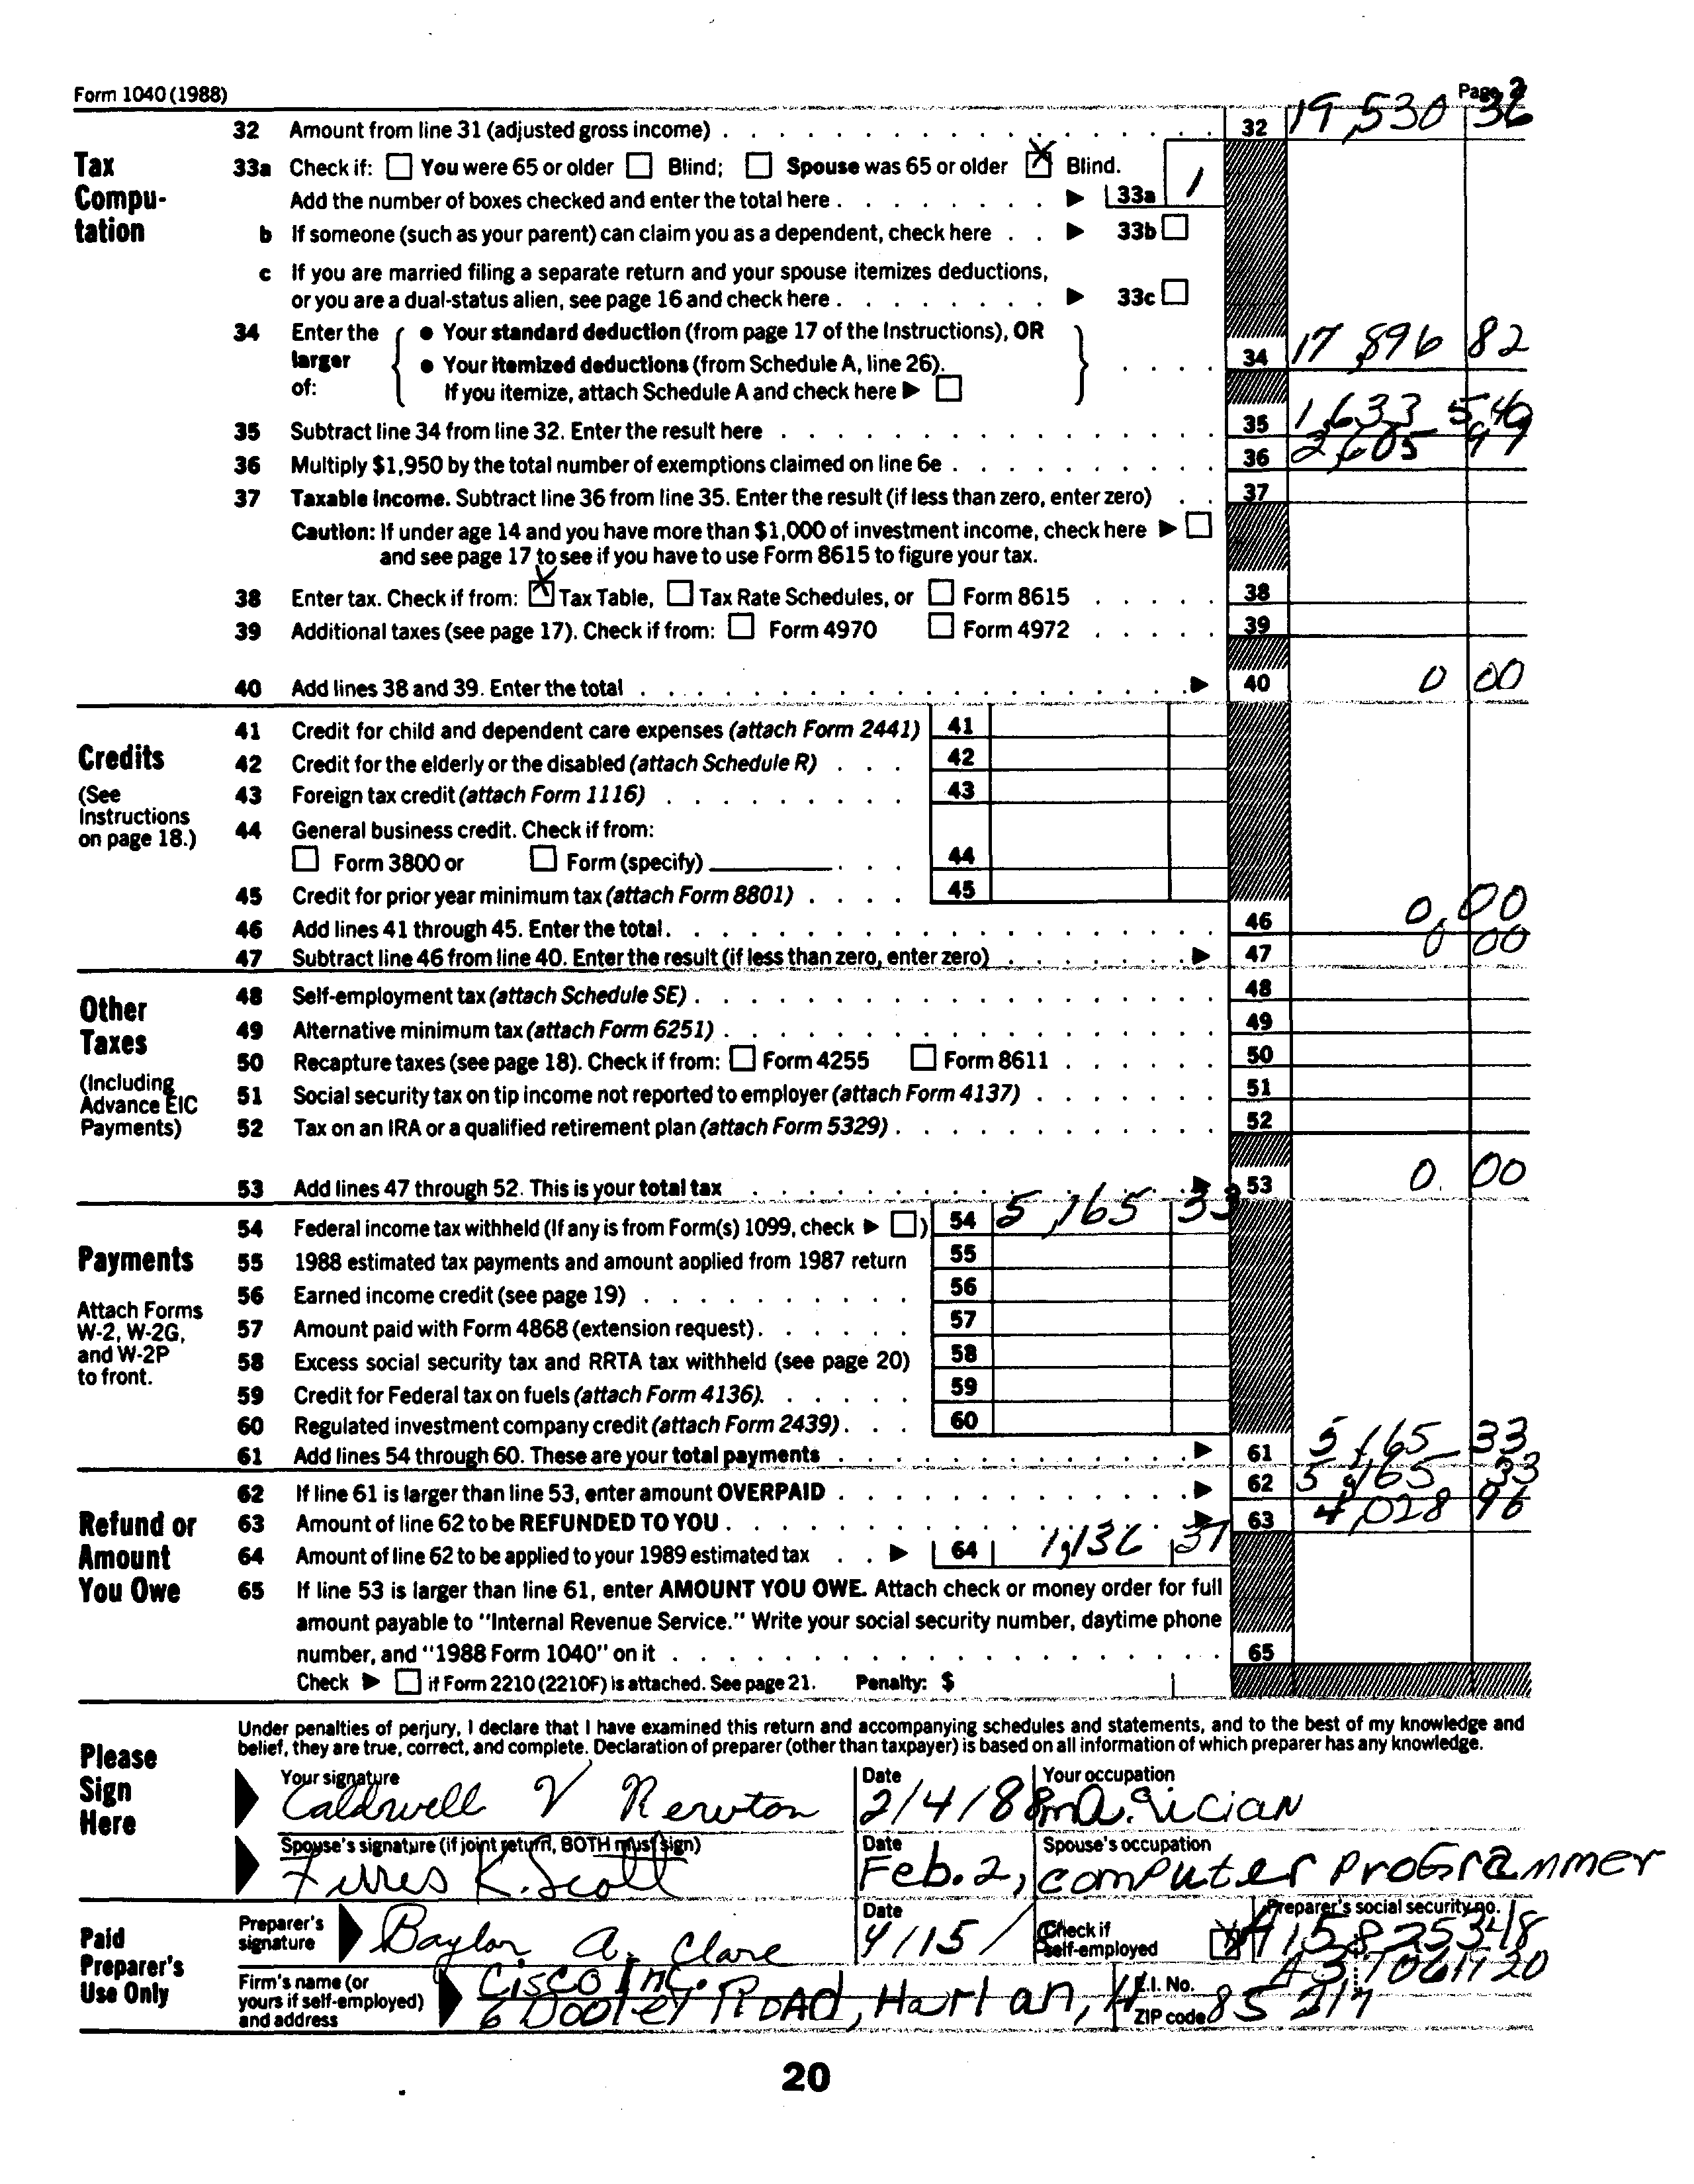 Form 1040 (1988)
Page 2
32 Amount from line 31 (adjusted gross income) 32 19,530 36
Tax Compu-tation
33a Check if: You were 65 or older Blind; Spouse was 65 or older X Blind.
Add the number of boxes checked and enter the total here 33a 1
b If someone (such as your parent) can claim you as a dependent, check here 33b
c If you are married filing a separate return and your spouse itemizes deductions,
or you are a dual-status alien, see page 16 and check here 33c
34 Enter the larger of:
• Your standard deduction (from page 17 of the Instructions), OR
• Your itemized deductions (from Schedule A, line 26).
If you itemize, attach Schedule A and check here
34 17,896 82
35 Subtract line 34 from line 32. Enter the result here 35 1,633 54
36 Multiply $1,950 by the total number of exemptions claimed on line 6e 36 2,605 99
37 Taxable income. Subtract line 36 from line 35. Enter the result (if less than zero, enter zero) 37
Caution: If under age 14 and you have more than $1,000 of investment income, check here
and see page 17 to see if you have to use Form 8615 to figure your tax.
38 Enter tax. Check if from: X Tax Table, Tax Rate Schedules, or Form 8615 38
39 Additional taxes (see page 17). Check if from: Form 4970 Form 4972 39
40 Add lines 38 and 39. Enter the total 40 0 00
Credits
(See Instructions on page 18.)
41 Credit for child and dependent care expenses (attach Form 2441) 41
42 Credit for the elderly or the disabled (attach Schedule R) 42
43 Foreign tax credit (attach Form 1116) 43
44 General business credit. Check if from:
Form 3800 or Form (specify) 44
45 Credit for prior year minimum tax (attach Form 8801) 45
46 Add lines 41 through 45. Enter the total. 46 0.00
47 Subtract line 46 from line 40. Enter the result (if less than zero, enter zero) 47 0 00
Other Taxes
(Including Advance EIC Payments)
48 Self-employment tax (attach Schedule SE) 48
49 Alternative minimum tax (attach Form 6251) 49
50 Recapture taxes (see page 18). Check if from: Form 4255 Form 8611 50
51 Social security tax on tip income not reported to employer (attach Form 4137) 51
52 Tax on an IRA or a qualified retirement plan (attach Form 5329) 52
53 Add lines 47 through 52. This is your total tax 53 0. 00
Payments
Attach Forms W-2, W-2G, and W-2P to front.
54 Federal income tax withheld (If any is from Form(s) 1099, check ) 54 5,165 33
55 1988 estimated tax payments and amount applied from 1987 return 55
56 Earned income credit (see page 19) 56
57 Amount paid with Form 4868 (extension request) 57
58 Excess social security tax and RRTA tax withheld (see page 20) 58
59 Credit for Federal tax on fuels (attach Form 4136). 59
60 Regulated investment company credit (attach Form 2439) 60
61 Add lines 54 through 60. These are your total payments 61 5,165 33
Refund or Amount You Owe
62 If line 61 is larger than line 53, enter amount OVERPAID 62 5,165 33
63 Amount of line 62 to be REFUNDED TO YOU 63 4,028 96
64 Amount of line 62 to be applied to your 1989 estimated tax 64 1,136 37
65 If line 53 is larger than line 61, enter AMOUNT YOU OWE. Attach check or money order for full
amount payable to "Internal Revenue Service." Write your social security number, daytime phone
number, and "1988 Form 1040" on it 65
Check if Form 2210 (2210F) is attached. See page 21. Penalty: $
Please Sign Here
Under penalties of perjury, I declare that I have examined this return and accompanying schedules and statements, and to the best of my knowledge and
belief, they are true, correct, and complete. Declaration of preparer (other than taxpayer) is based on all information of which preparer has any knowledge.
Your signature Date Your occupation
Caldwell V Newton 2/4/88 magician
Spouse's signature (if joint return, BOTH must sign) Date Spouse's occupation
Ferres K. Scott Feb. 2, computer Programmer
Paid Preparer's Use Only
Preparer's signature Baylor A. Clare Date 4/15/ Check if self-employed X Preparer's social security no.
Firm's name (or yours if self-employed) and address Cisco Inc. E.I. No.
6 Dooley Road, Harlan, ZIP code 85217
20